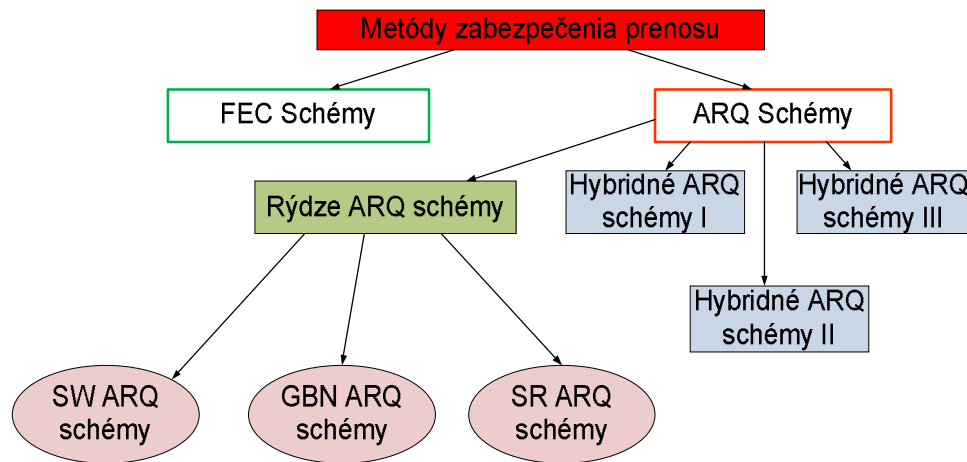 Metódy zabezpečenia prenosu
FEC Schémy
ARQ Schémy
Rýdze ARQ schémy
Hybridné ARQ
schémy I
Hybridné ARQ
schémy III
Hybridné ARQ
schémy II
SW ARQ
schémy
GBN ARQ
schémy
SR ARQ
schémy